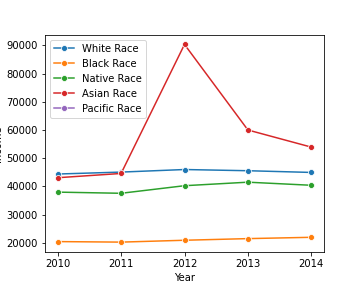 90000
80000
70000
60000
50000
40000
30000
20000
White Race
Black Race
Native Race
Asian Race
Pacific Race
2010 2011 2012 2013 2014
Year